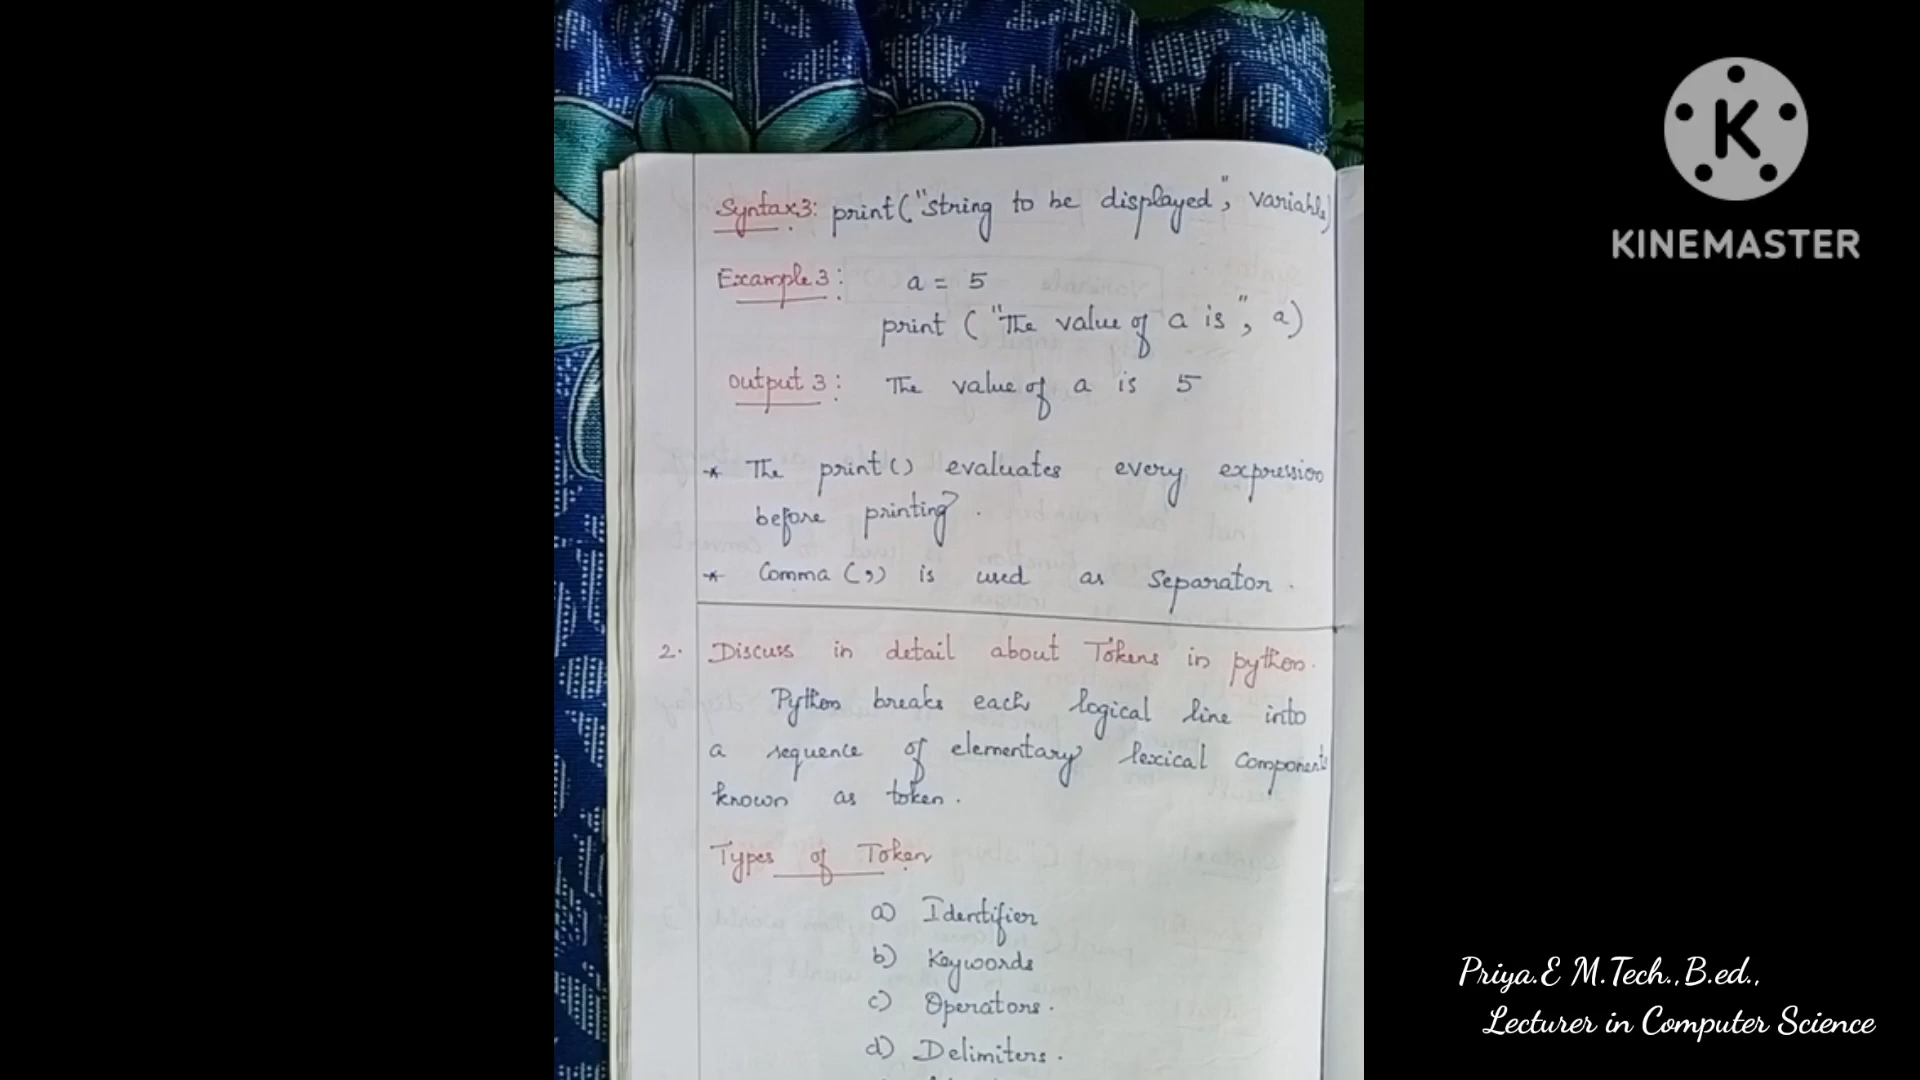 Syntax3: print("string to be displayed", variable)
Example3: a = 5
print ("The value of a is", a)
Output 3: The value of a is 5
* The print() evaluates every expression
before printing.
* Comma (,) is used as Separator.
2. Discuss in detail about Tokens in python.
Python breaks each logical line into
a sequence of elementary lexical components
known as token.
Types of Token
a) Identifier
b) Keywords
c) Operators.
d) Delimiters.
KINEMASTER
Priya.E M.Tech.,B.ed.,
Lecturer in Computer Science